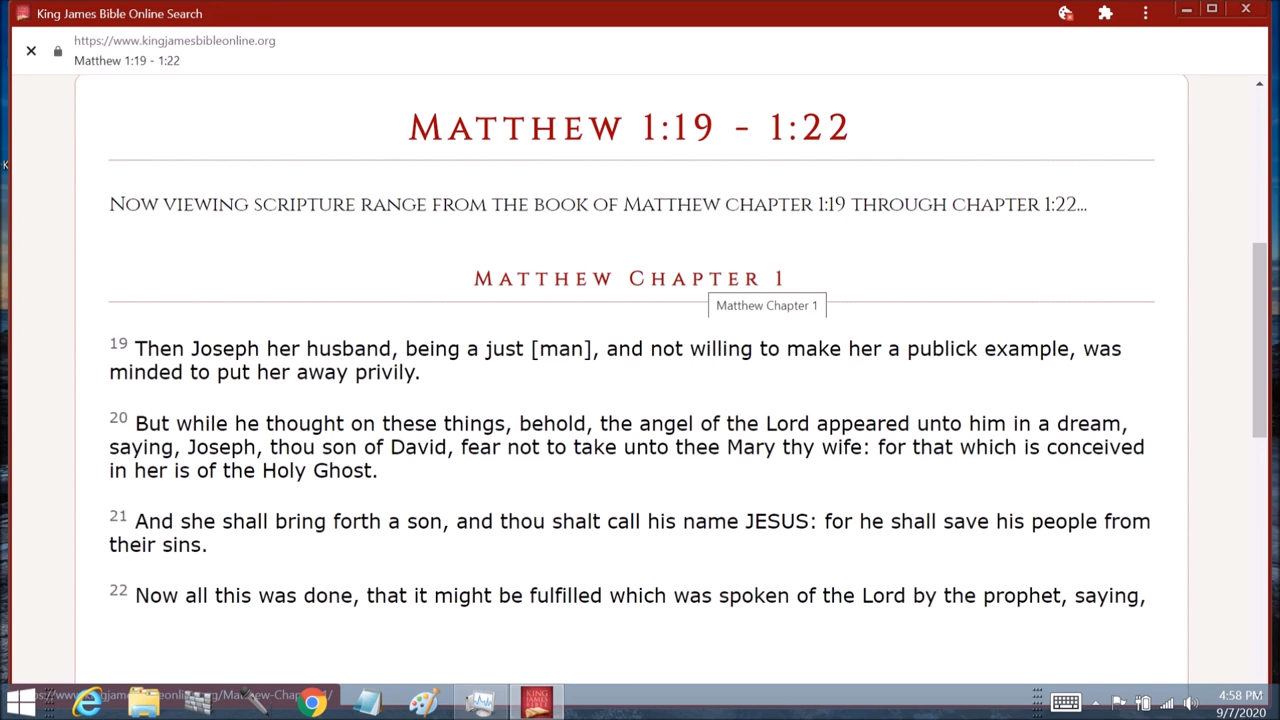 King James Bible Online Search
https://www.kingjamesbibleonline.org
Matthew 1:19 - 1:22
MATTHEW 1:19 - 1:22
NOW VIEWING SCRIPTURE RANGE FROM THE BOOK OF MATTHEW CHAPTER 1:19 THROUGH CHAPTER 1:22...
MATTHEW CHAPTER 1
Matthew Chapter 1
19 Then Joseph her husband, being a just [man], and not willing to make her a publick example, was
minded to put her away privily.
20 But while he thought on these things, behold, the angel of the Lord appeared unto him in a dream,
saying, Joseph, thou son of David, fear not to take unto thee Mary thy wife: for that which is conceived
in her is of the Holy Ghost.
21 And she shall bring forth a son, and thou shalt call his name JESUS: for he shall save his people from
their sins.
22 Now all this was done, that it might be fulfilled which was spoken of the Lord by the prophet, saying,
KING
JAMES
BIBLE
4:58 PM
9/7/2020